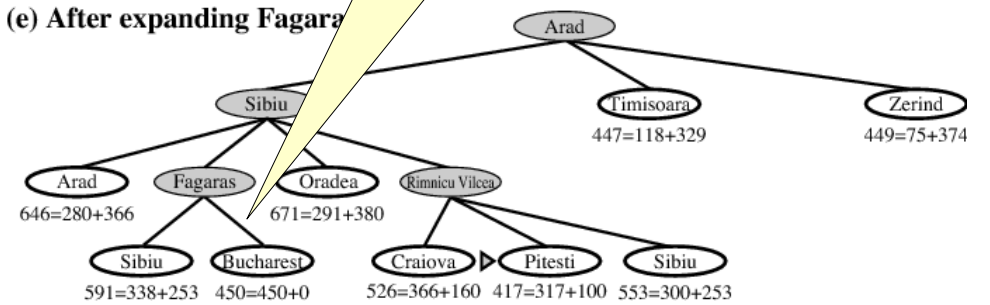 (e) After expanding Fagara
Arad
Sibiu
Timisoara
Zerind
447=118+329
449=75+374
Arad
Fagaras
Oradea
Rimnicu Vilcea
646=280+366
671=291+380
Sibiu
Bucharest
Craiova
Pitesti
Sibiu
591=338+253
450=450+0
526=366+160
417=317+100
553=300+253